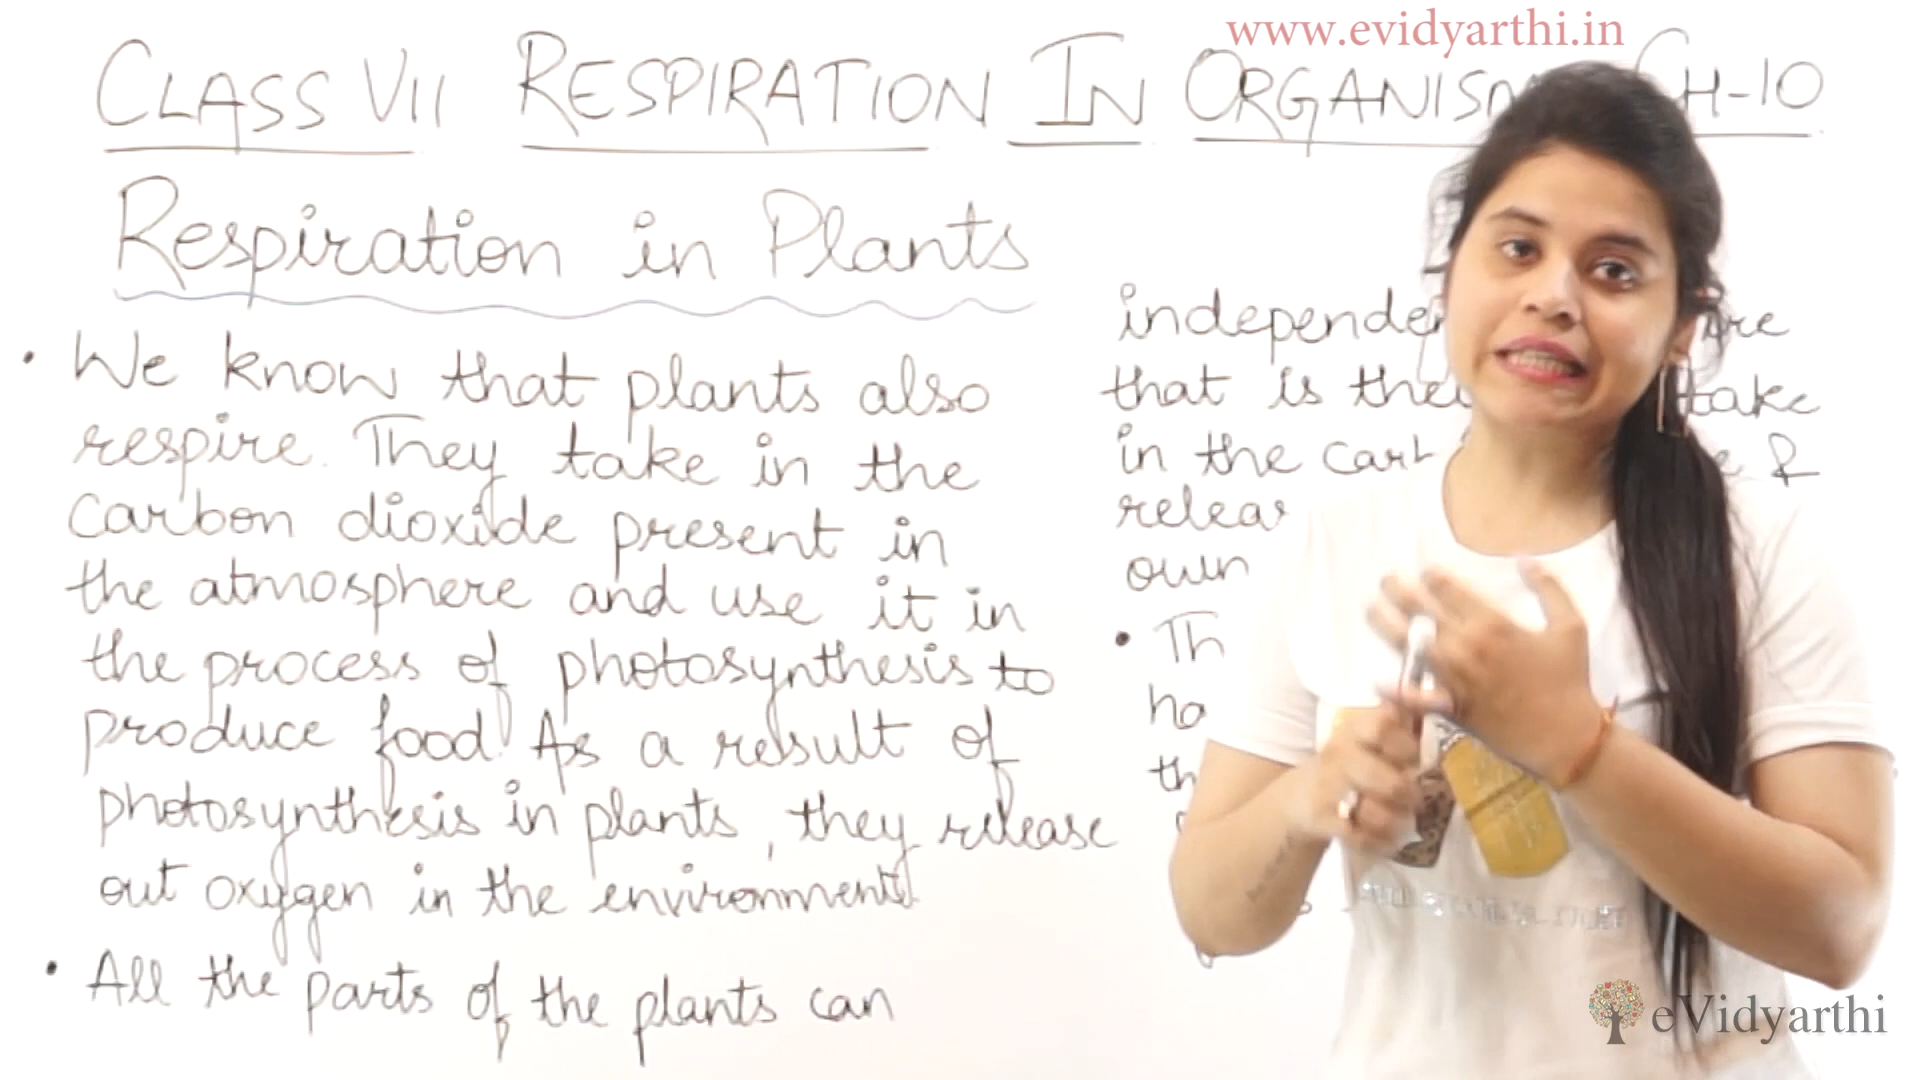 www.evidyarthi.in
CLASS VII RESPIRATION IN CH-10
Respiration in Plants
• We know that plants also
respire. They take in the
carbon dioxide present in
the atmosphere and use it in
the process of photosynthesis to
produce food. As a result of
photosynthesis in plants, they release
out oxygen in the environment
• All the parts of the plants can
that is take
in the &
own
•
eVidyarthi